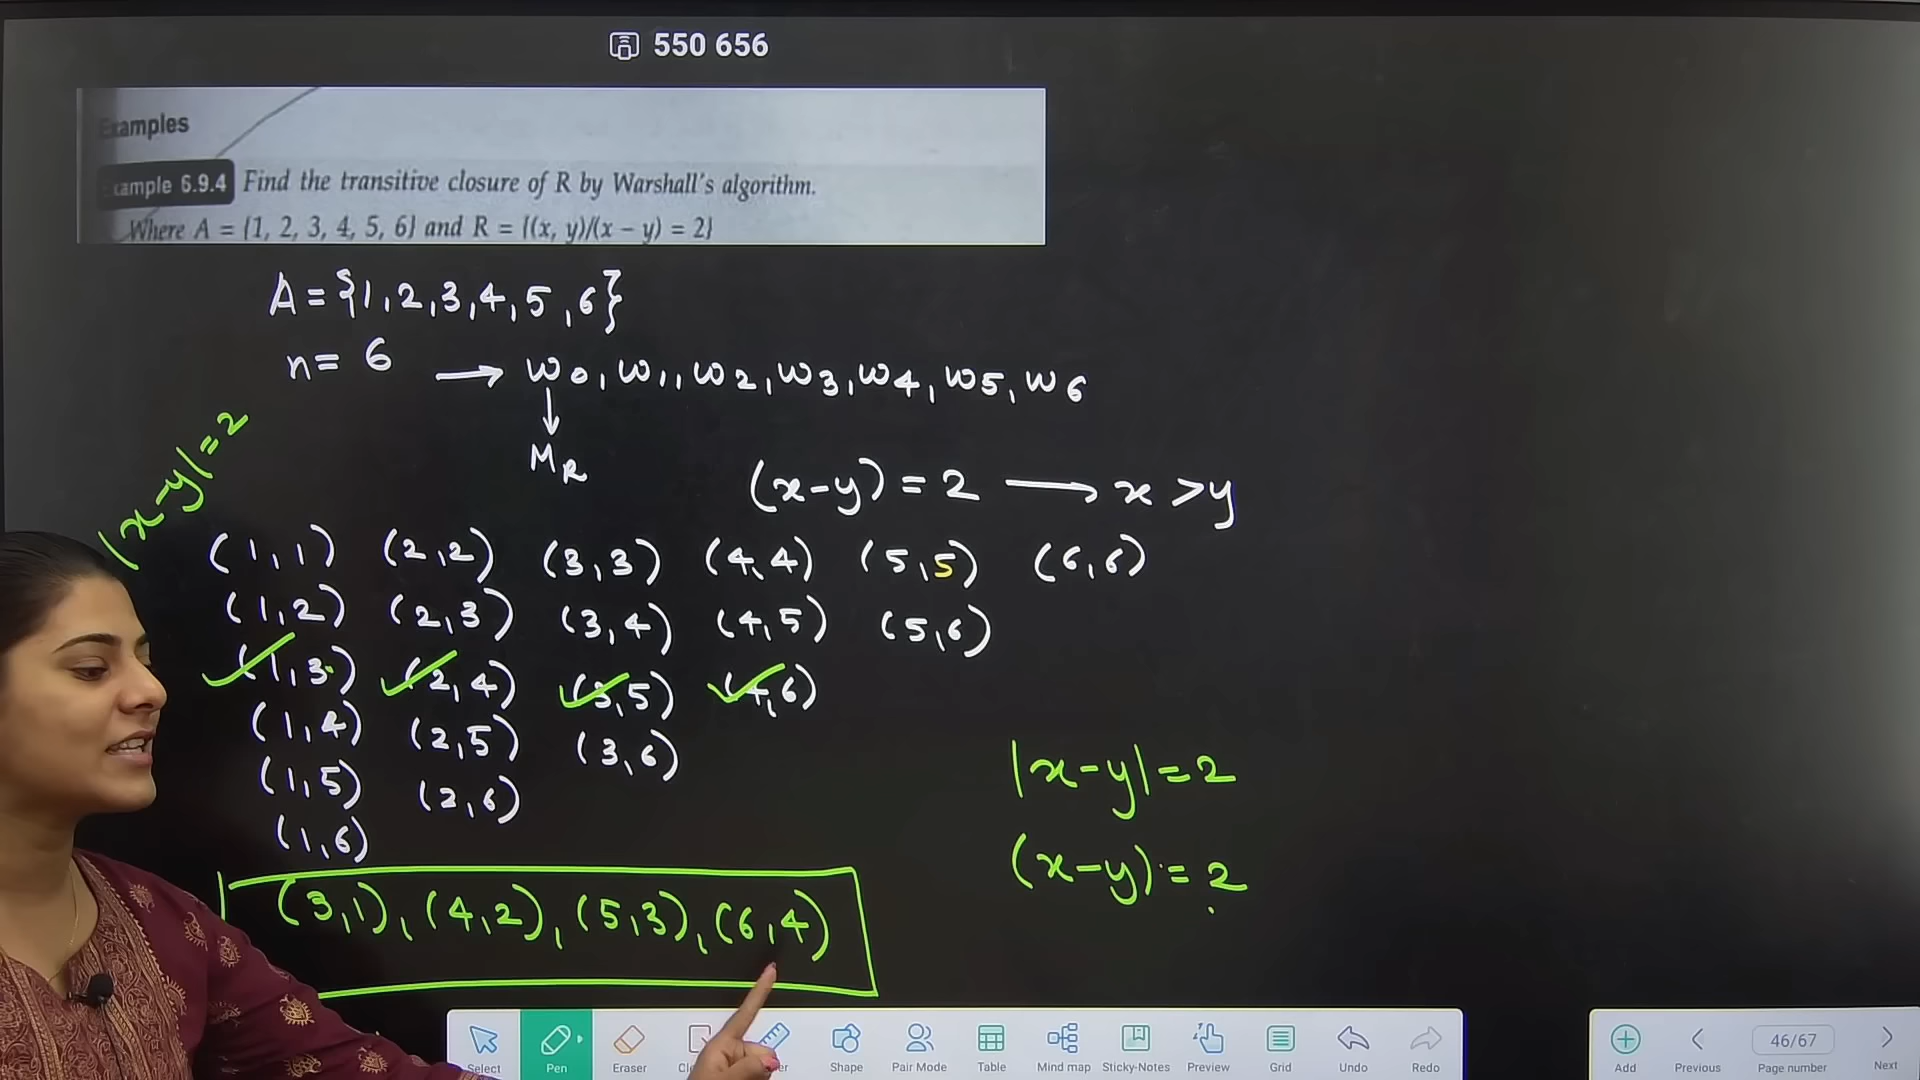 550 656
Examples
ample 6.9.4 Find the transitive closure of R by Warshall's algorithm.
Where A = {1, 2, 3, 4, 5, 6} and R = {(x, y)/(x – y) = 2}
A = {1, 2, 3, 4, 5, 6}
n = 6 → W0, W1, W2, W3, W4, W5, W6
↓
MR
|x-y| = 2
(x-y) = 2 → x > y
(1,1) (2,2) (3,3) (4,4) (5,5) (6,6)
(1,2) (2,3) (3,4) (4,5) (5,6)
(1,3) (2,4) (3,5) (4,6)
(1,4) (2,5) (3,6)
(1,5) (2,6)
(1,6)
|x-y| = 2
(x-y) = 2
(3,1), (4,2), (5,3), (6,4)
Select Pen Eraser Shape Pair Mode Table Mind map Sticky-Notes Preview Grid Undo Redo
Add Previous Page number Next
46/67